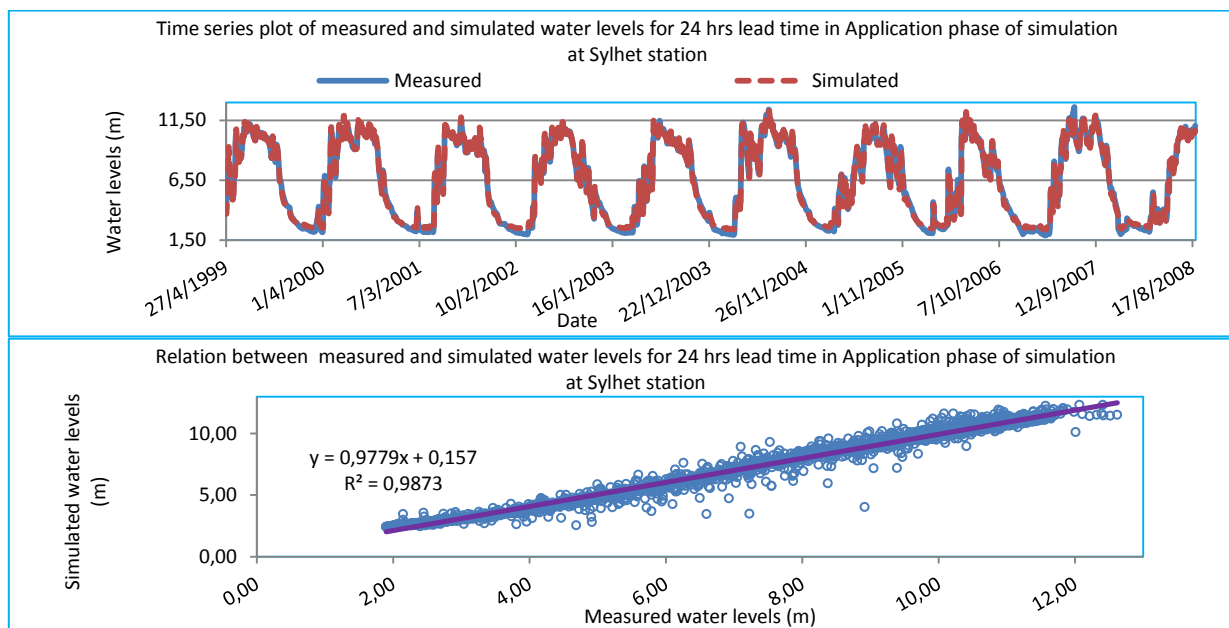 Time series plot of measured and simulated water levels for 24 hrs lead time in Application phase of simulation
at Sylhet station
Measured
Simulated
Water levels (m)
11,50
6,50
1,50
27/4/1999
1/4/2000
7/3/2001
10/2/2002
16/1/2003
22/12/2003
26/11/2004
1/11/2005
7/10/2006
12/9/2007
17/8/2008
Date
Relation between measured and simulated water levels for 24 hrs lead time in Application phase of simulation
at Sylhet station
Simulated water levels
(m)
10,00
5,00
0,00
y = 0,9779x + 0,157
R² = 0,9873
0,00
2,00
4,00
6,00
8,00
10,00
12,00
Measured water levels (m)